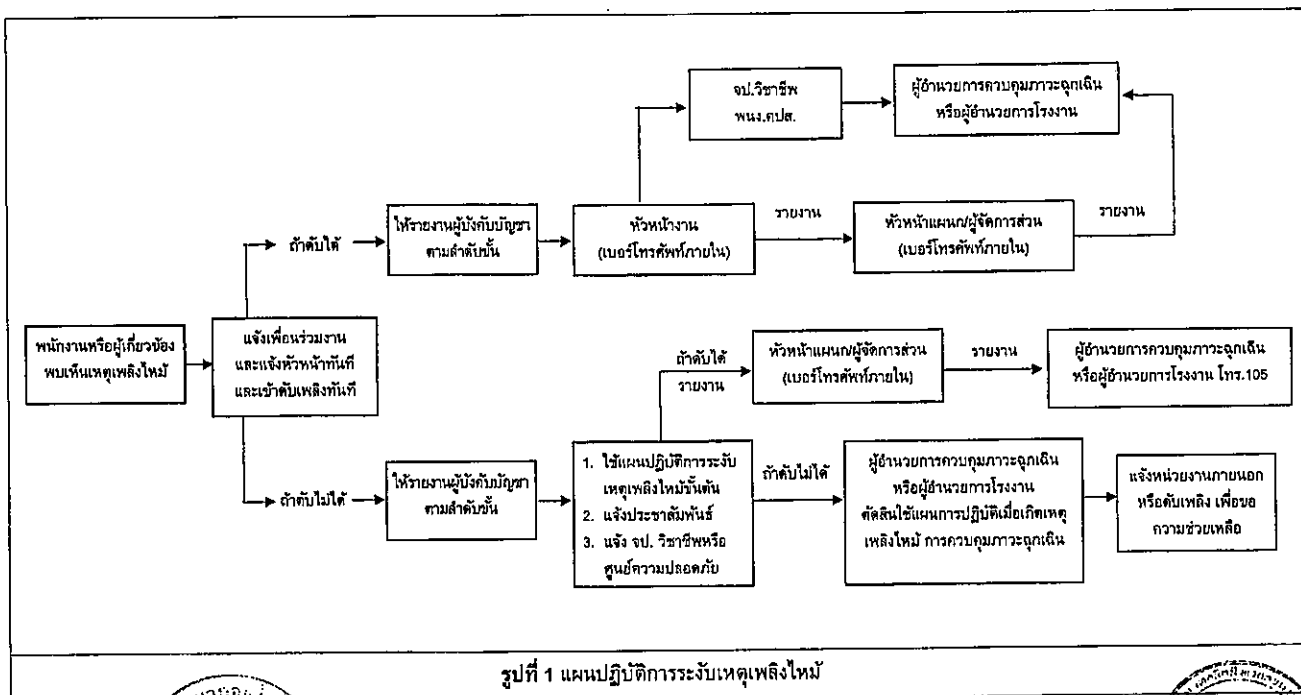 จป.วิชาชีพ
พนง.คปส.
ผู้อำนวยการควบคุมภาวะฉุกเฉิน
หรือผู้อำนวยการโรงงาน
ถ้าดับได้
ให้รายงานผู้บังคับบัญชา
ตามลำดับขั้น
หัวหน้างาน
(เบอร์โทรศัพท์ภายใน)
รายงาน
หัวหน้าแผนก/ผู้จัดการส่วน
(เบอร์โทรศัพท์ภายใน)
รายงาน
พนักงานหรือผู้เกี่ยวข้อง
พบเห็นเหตุเพลิงไหม้
แจ้งเพื่อนร่วมงาน
และแจ้งหัวหน้าทันที
และเข้าดับเพลิงทันที
ถ้าดับได้
รายงาน
หัวหน้าแผนก/ผู้จัดการส่วน
(เบอร์โทรศัพท์ภายใน)
รายงาน
ผู้อำนวยการควบคุมภาวะฉุกเฉิน
หรือผู้อำนวยการโรงงาน โทร.105
ถ้าดับไม่ได้
ให้รายงานผู้บังคับบัญชา
ตามลำดับขั้น
1. ใช้แผนปฏิบัติการระงับ
เหตุเพลิงไหม้ขั้นต้น
2. แจ้งประชาสัมพันธ์
3. แจ้ง จป. วิชาชีพหรือ
ศูนย์ความปลอดภัย
ถ้าดับไม่ได้
ผู้อำนวยการควบคุมภาวะฉุกเฉิน
หรือผู้อำนวยการโรงงาน
ตัดสินใช้แผนการปฏิบัติเมื่อเกิดเหตุ
เพลิงไหม้ การควบคุมภาวะฉุกเฉิน
แจ้งหน่วยงานภายนอก
หรือดับเพลิง เพื่อขอ
ความช่วยเหลือ
รูปที่ 1 แผนปฏิบัติการระงับเหตุเพลิงไหม้